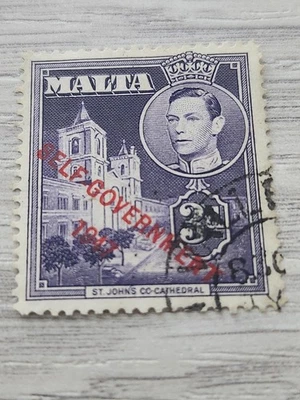 MALTA
SELF-GOVERNMENT
1947
3d
ST. JOHN'S CO-CATHEDRAL